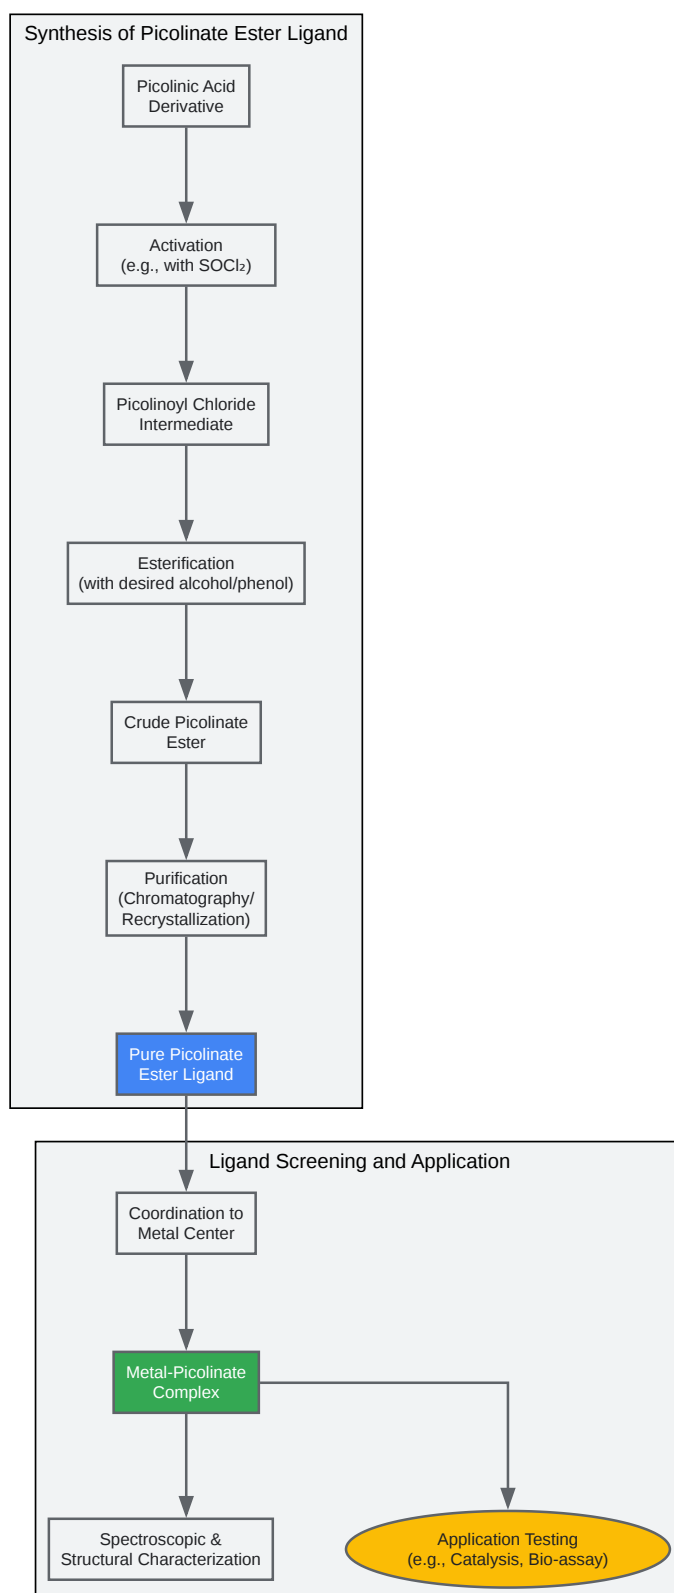 Synthesis of Picolinate Ester Ligand
Picolinic Acid
Derivative
Activation
(e.g., with SOCl₂)
Picolinoyl Chloride
Intermediate
Esterification
(with desired alcohol/phenol)
Crude Picolinate
Ester
Purification
(Chromatography/
Recrystallization)
Pure Picolinate
Ester Ligand
Ligand Screening and Application
Coordination to
Metal Center
Metal-Picolinate
Complex
Spectroscopic &
Structural Characterization
Application Testing
(e.g., Catalysis, Bio-assay)